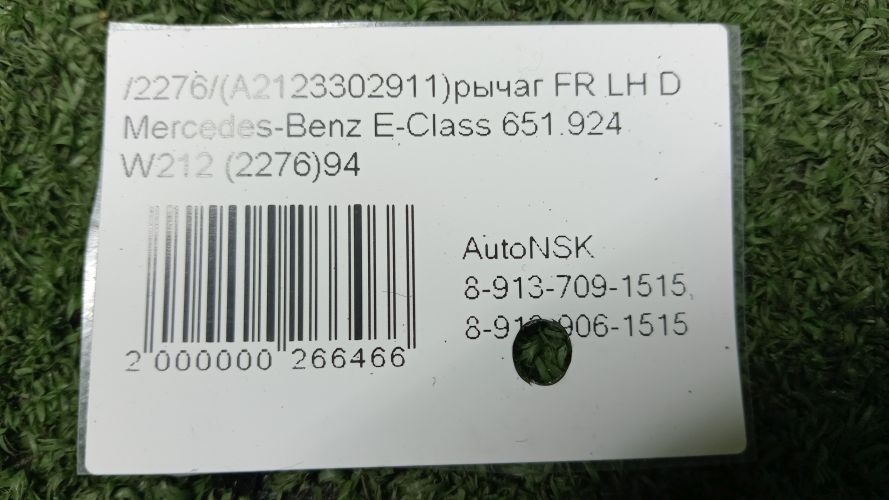 /2276/(A2123302911)рычаг FR LH D
Mercedes-Benz E-Class 651.924
W212 (2276)94
AutoNSK
8-913-709-1515,
2 000000 266466